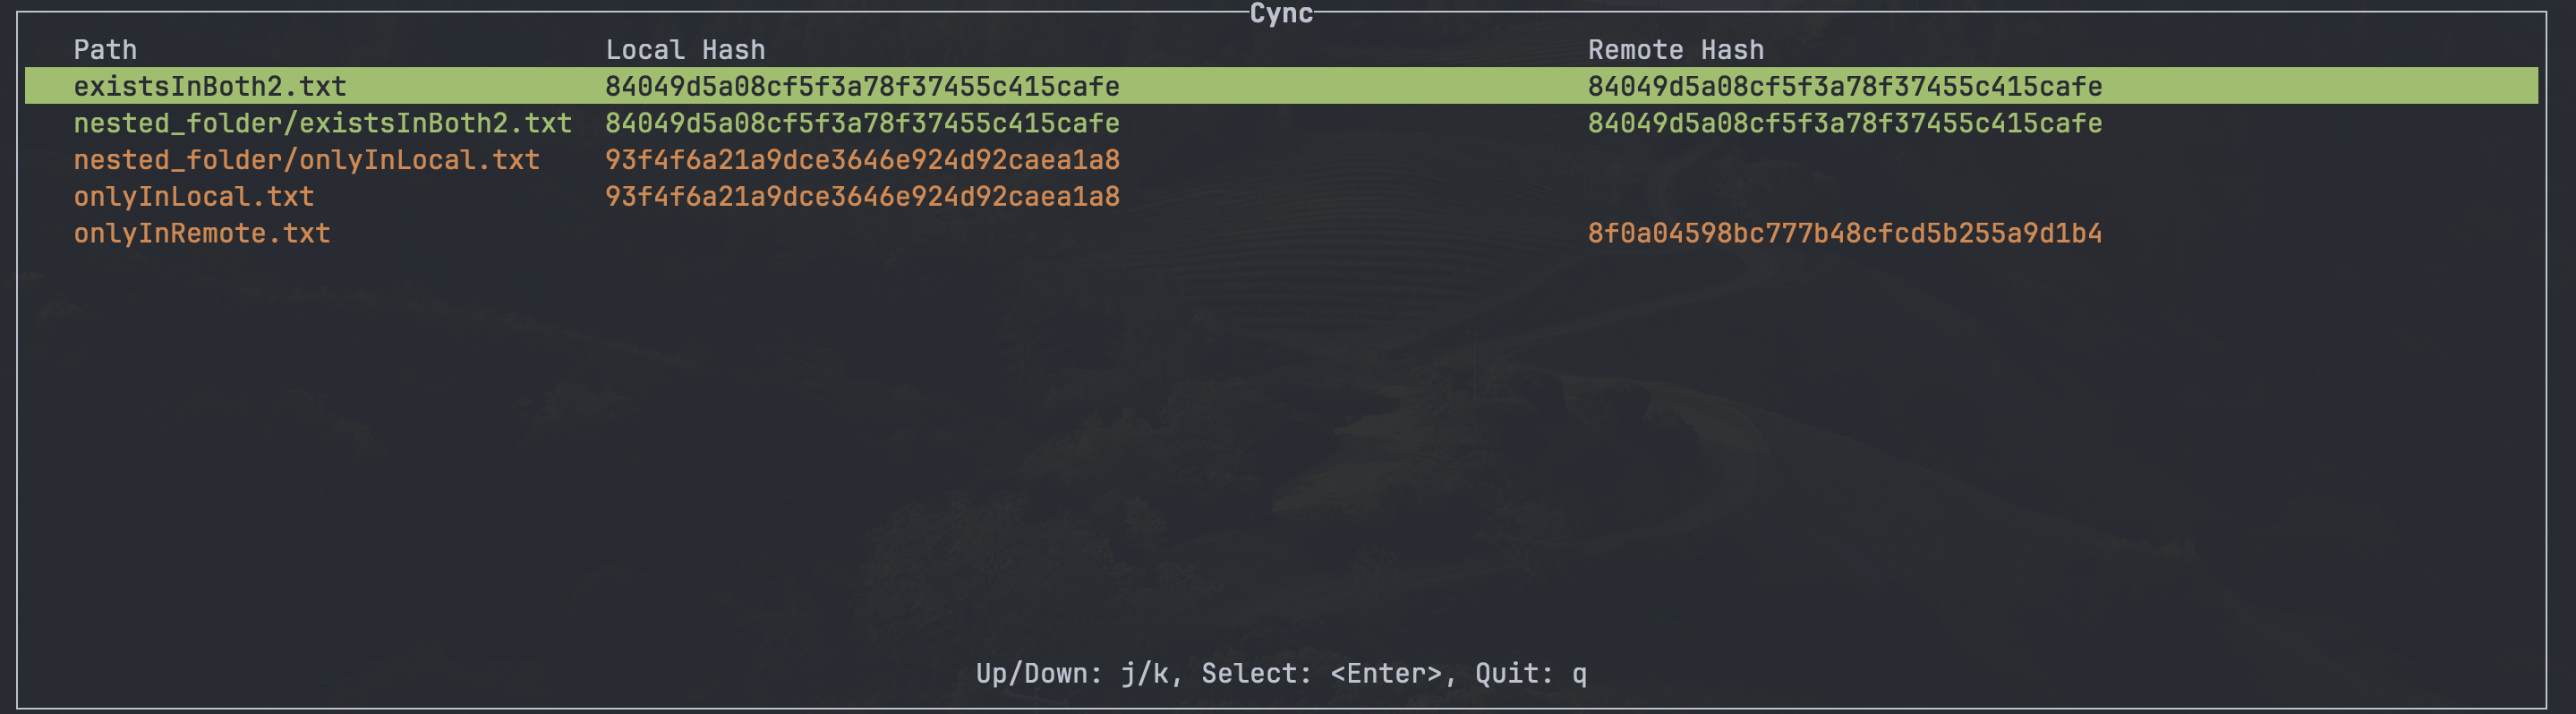 Cync
Path Local Hash Remote Hash
existsInBoth2.txt 84049d5a08cf5f3a78f37455c415cafe 84049d5a08cf5f3a78f37455c415cafe
nested_folder/existsInBoth2.txt 84049d5a08cf5f3a78f37455c415cafe 84049d5a08cf5f3a78f37455c415cafe
nested_folder/onlyInLocal.txt 93f4f6a21a9dce3646e924d92caea1a8
onlyInLocal.txt 93f4f6a21a9dce3646e924d92caea1a8
onlyInRemote.txt 8f0a04598bc777b48cfcd5b255a9d1b4
Up/Down: j/k, Select: <Enter>, Quit: q